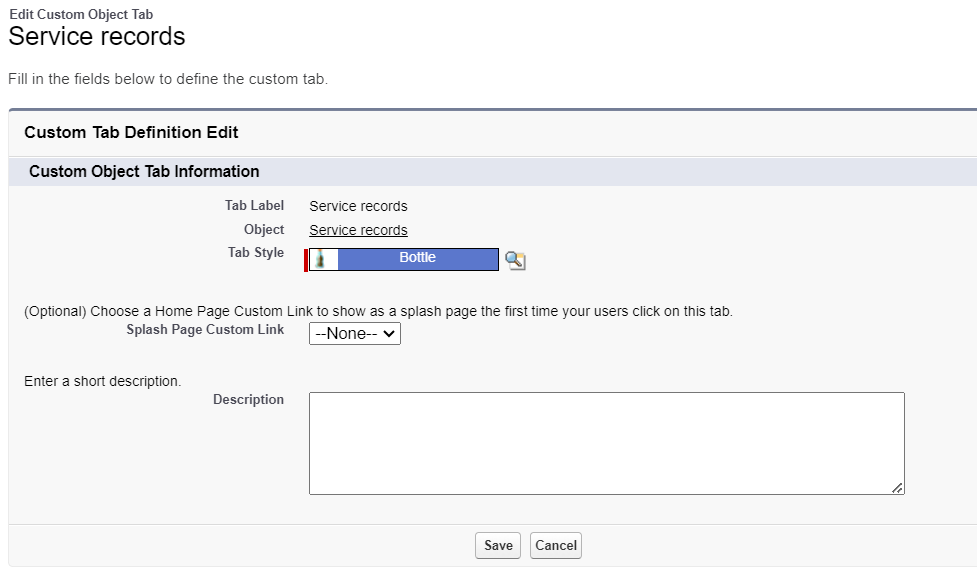 Edit Custom Object Tab
Service records
Fill in the fields below to define the custom tab.
Custom Tab Definition Edit
Custom Object Tab Information
Tab Label Service records
Object Service records
Tab Style Bottle
(Optional) Choose a Home Page Custom Link to show as a splash page the first time your users click on this tab.
Splash Page Custom Link --None--
Enter a short description.
Description
Save Cancel